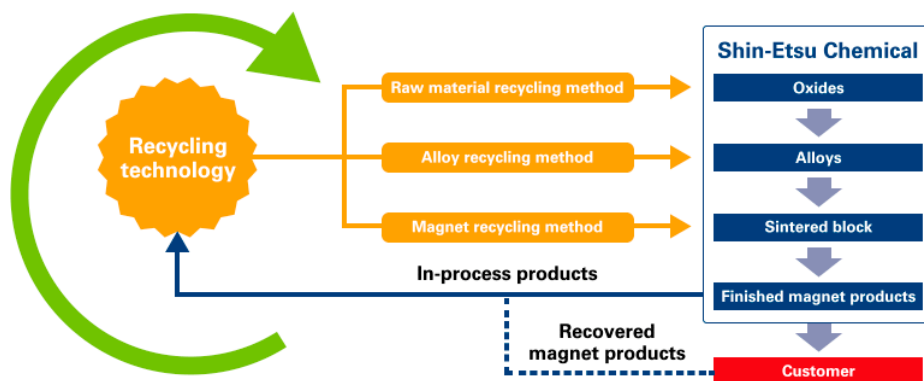 Shin-Etsu Chemical
Raw material recycling method
Oxides
Recycling
technology
Alloy recycling method
Alloys
Magnet recycling method
Sintered block
In-process products
Finished magnet products
Recovered
magnet products
Customer